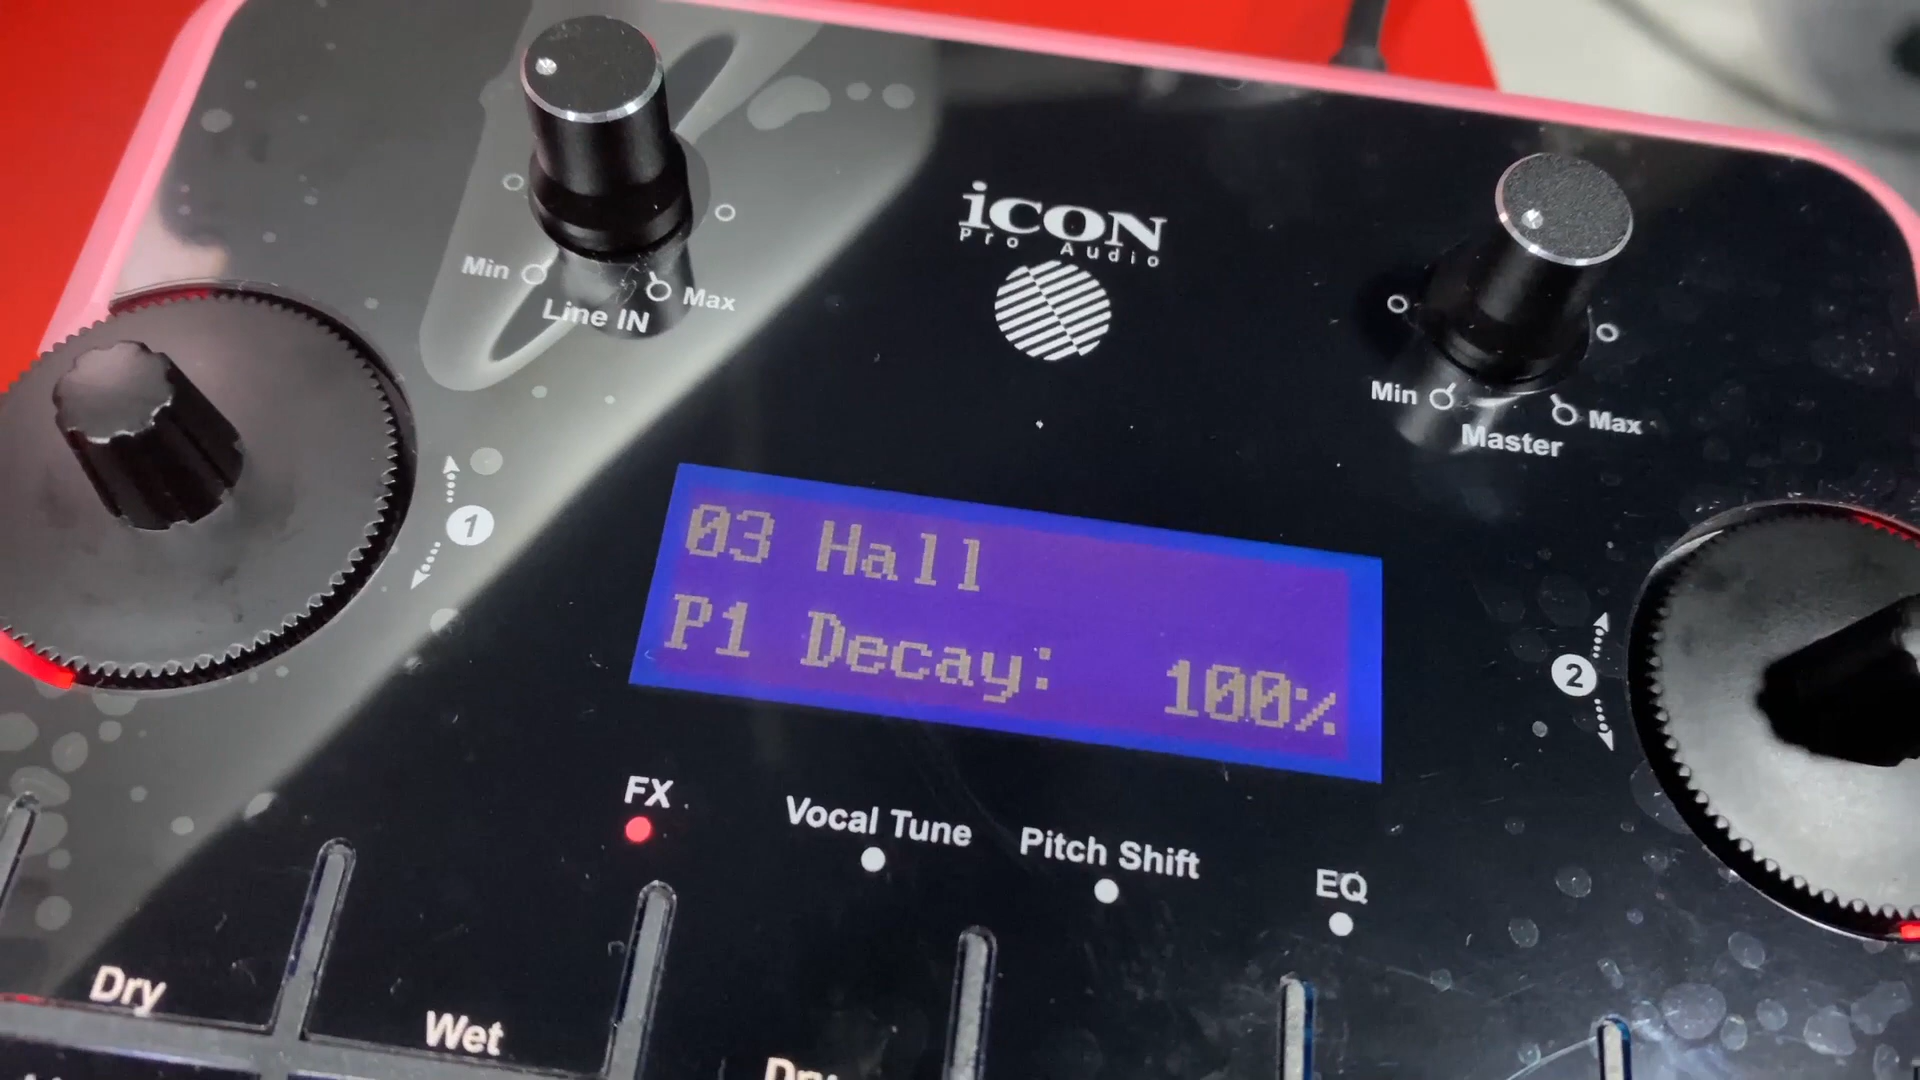 iCON
Pro Audio
Min
Max
Line IN
Min
Max
Master
1
03 Hall
P1 Decay: 100%
2
FX
Vocal Tune
Pitch Shift
EQ
Dry
Wet